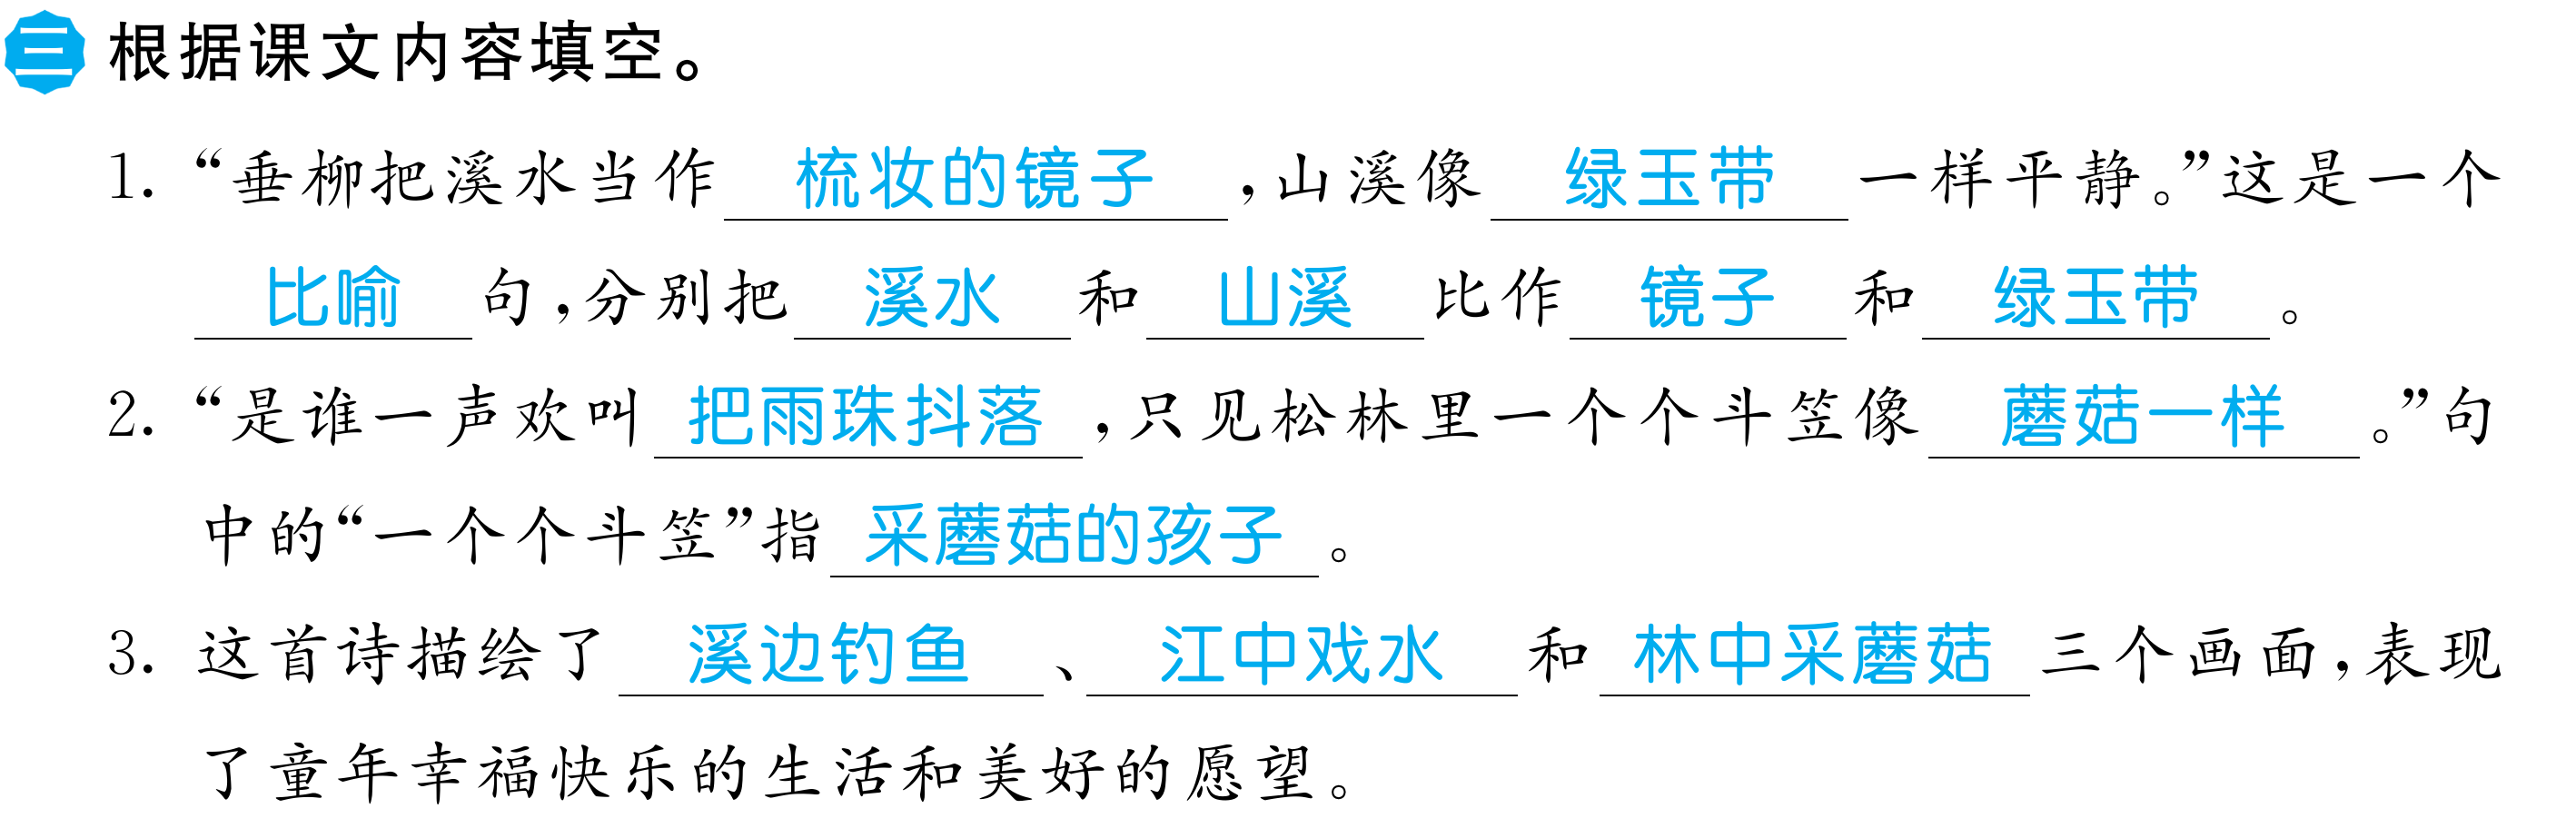 三 根据课文内容填空。
1. “垂柳把溪水当作 梳妆的镜子 ,山溪像 绿玉带 一样平静。”这是一个
比喻 句,分别把 溪水 和 山溪 比作 镜子 和 绿玉带 。
2. “是谁一声欢叫 把雨珠抖落 ,只见松林里一个个斗笠像 蘑菇一样 。”句
中的“一个个斗笠”指 采蘑菇的孩子 。
3. 这首诗描绘了 溪边钓鱼 、 江中戏水 和 林中采蘑菇 三个画面,表现
了童年幸福快乐的生活和美好的愿望。